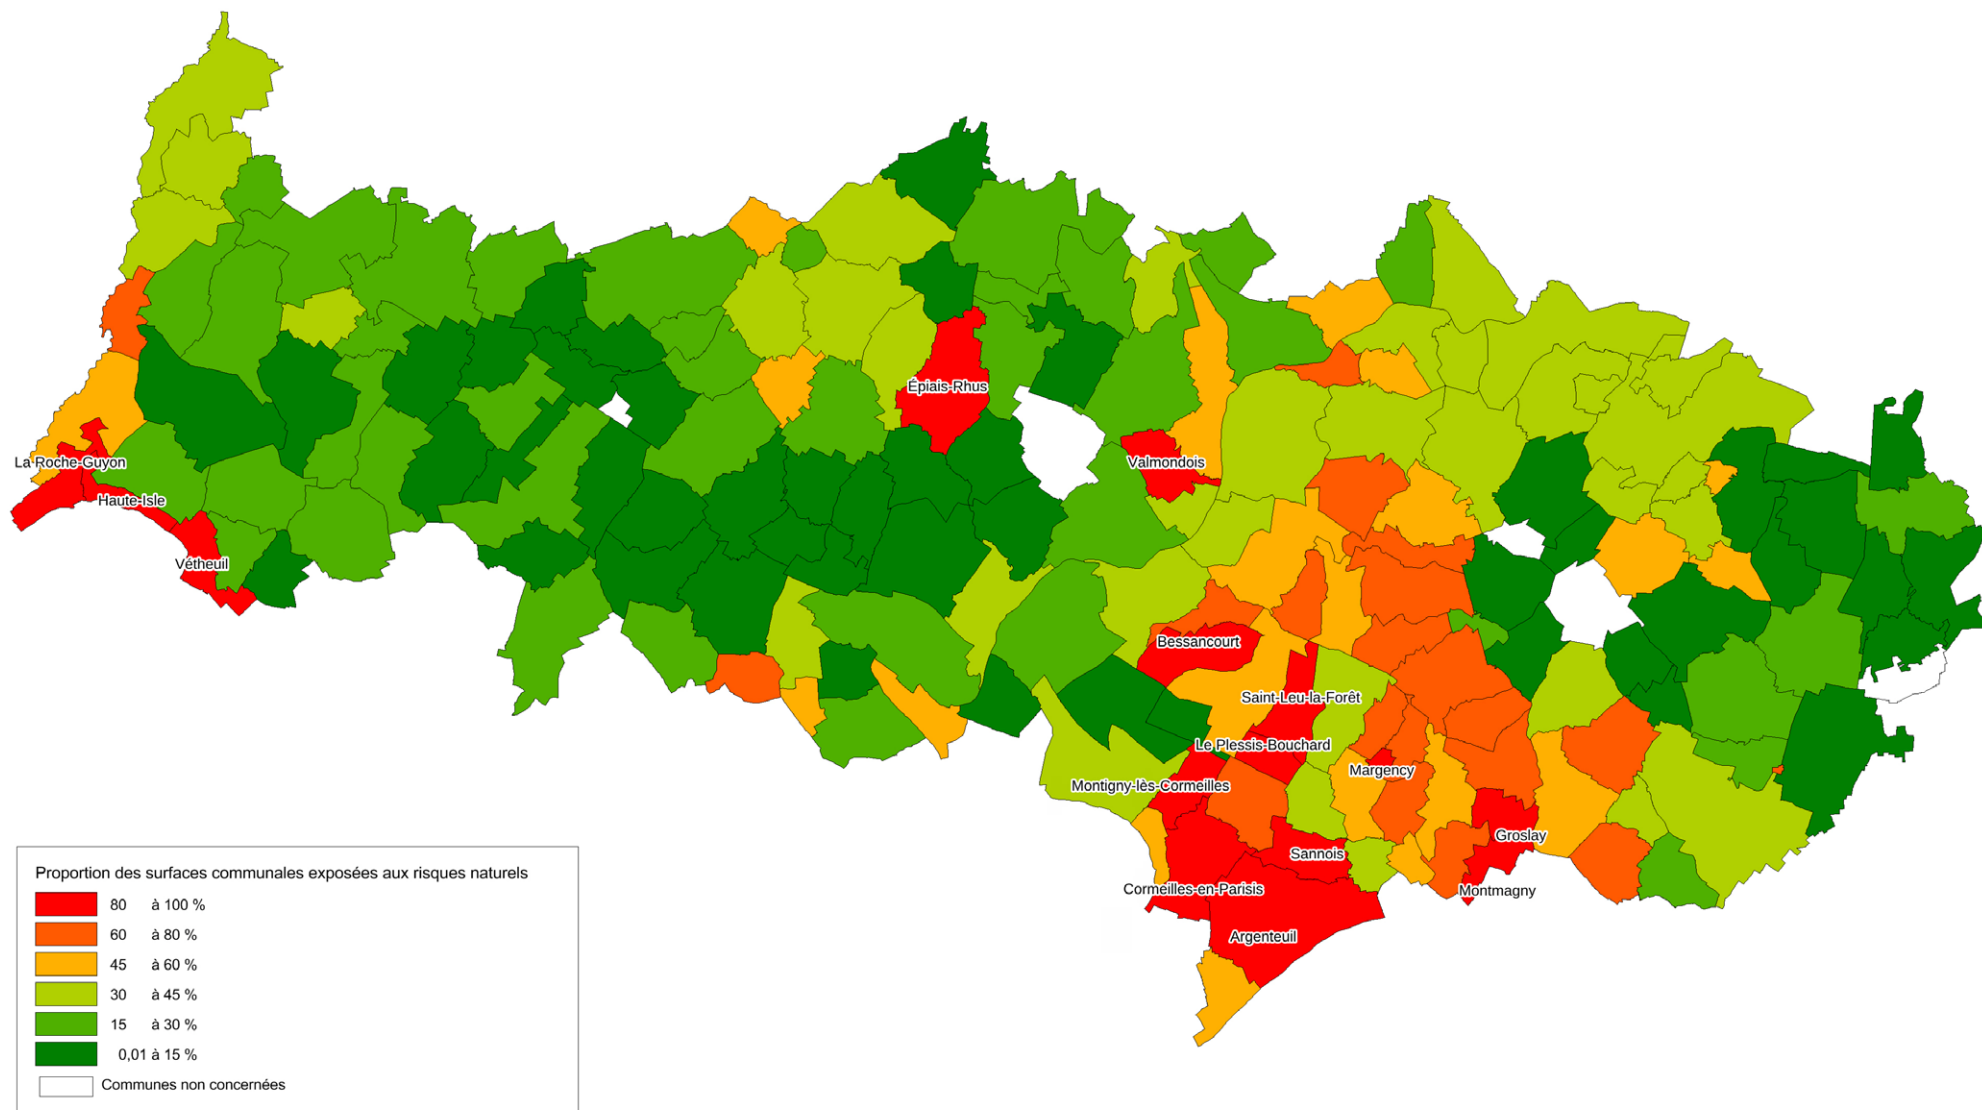 Épiais-Rhus
La Roche-Guyon
Valmondois
Haute-Isle
Vétheuil
Bessancourt
Saint-Leu-la-Forêt
Le Plessis-Bouchard
Margency
Montigny-lès-Cormeilles
Groslay
Sannois
Cormeilles-en-Parisis
Montmagny
Argenteuil
Proportion des surfaces communales exposées aux risques naturels
80 à 100 %
60 à 80 %
45 à 60 %
30 à 45 %
15 à 30 %
0,01 à 15 %
Communes non concernées